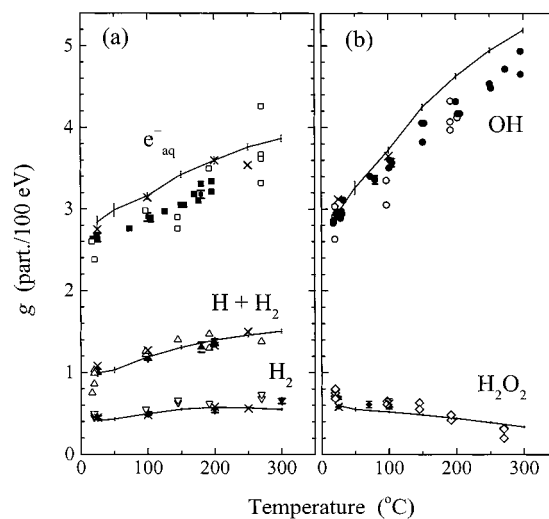 6
5
4
3
2
1
0
g (part./100 eV)
(a)
e⁻aq
H + H₂
H₂
0
100
200
300
(b)
OH
H₂O₂
0
100
200
300
Temperature (°C)